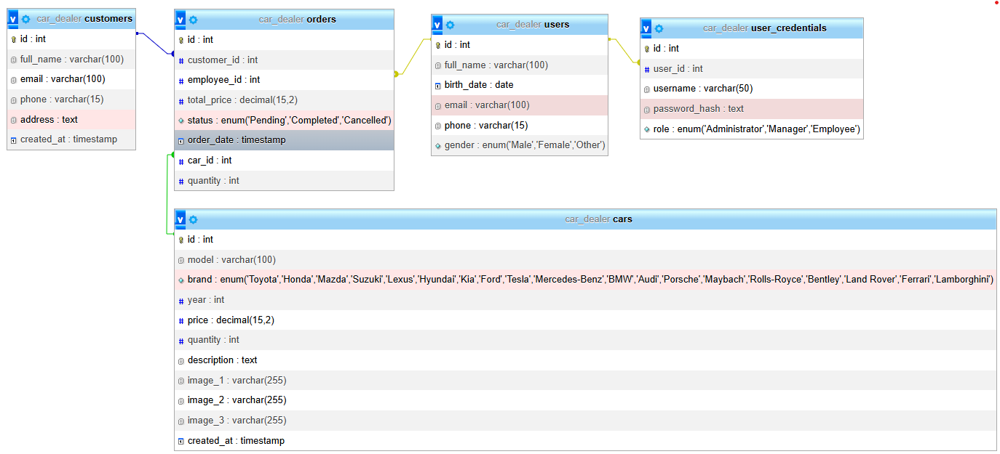 v car_dealer customers
id : int
full_name : varchar(100)
email : varchar(100)
phone : varchar(15)
address : text
created_at : timestamp
v car_dealer orders
id : int
# customer_id : int
# employee_id : int
# total_price : decimal(15,2)
status : enum('Pending','Completed','Cancelled')
order_date : timestamp
# car_id : int
# quantity : int
v car_dealer users
id : int
full_name : varchar(100)
birth_date : date
email : varchar(100)
phone : varchar(15)
gender : enum('Male','Female','Other')
v car_dealer user_credentials
id : int
# user_id : int
username : varchar(50)
password_hash : text
role : enum('Administrator','Manager','Employee')
v car_dealer cars
id : int
model : varchar(100)
brand : enum('Toyota','Honda','Mazda','Suzuki','Lexus','Hyundai','Kia','Ford','Tesla','Mercedes-Benz','BMW','Audi','Porsche','Maybach','Rolls-Royce','Bentley','Land Rover','Ferrari','Lamborghini')
# year : int
# price : decimal(15,2)
# quantity : int
description : text
image_1 : varchar(255)
image_2 : varchar(255)
image_3 : varchar(255)
created_at : timestamp